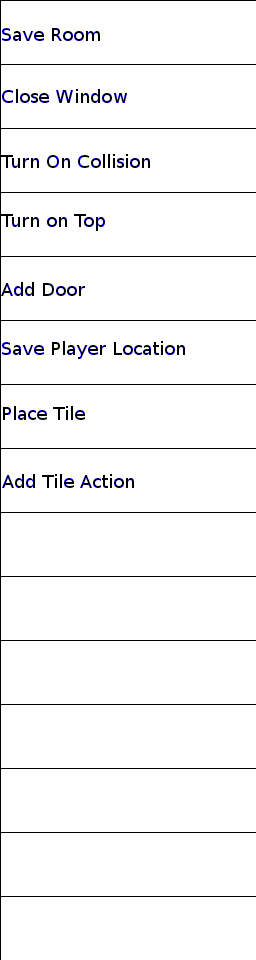 Save Room
Close Window
Turn On Collision
Turn on Top
Add Door
Save Player Location
Place Tile
Add Tile Action